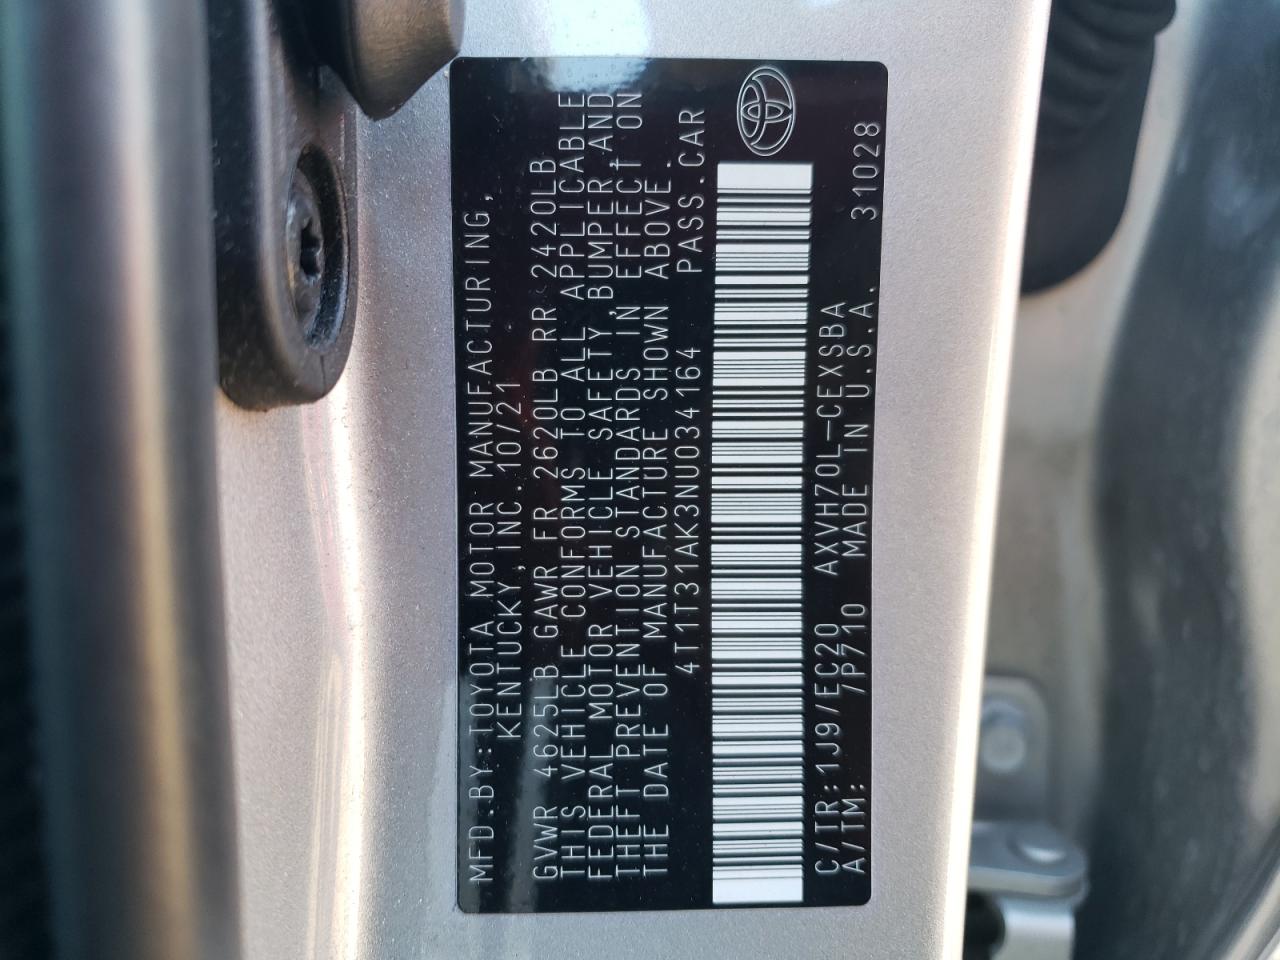 MFD.BY:TOYOTA MOTOR MANUFACTURING,
KENTUCKY,INC.10/21
GVWR 4625LB GAWR FR 2620LB RR 2420LB
THIS VEHICLE CONFORMS TO ALL APPLICABLE
FEDERAL MOTOR VEHICLE SAFETY,BUMPER,AND
THEFT PREVENTION STANDARDS IN EFFECT ON
THE DATE OF MANUFACTURE SHOWN ABOVE.
4T1T31AK3NU034164 PASS.CAR
C/TR:1J9/EC20 AXVH70L-CEXSBA
A/TM: 7P710 MADE IN U.S.A. 31028